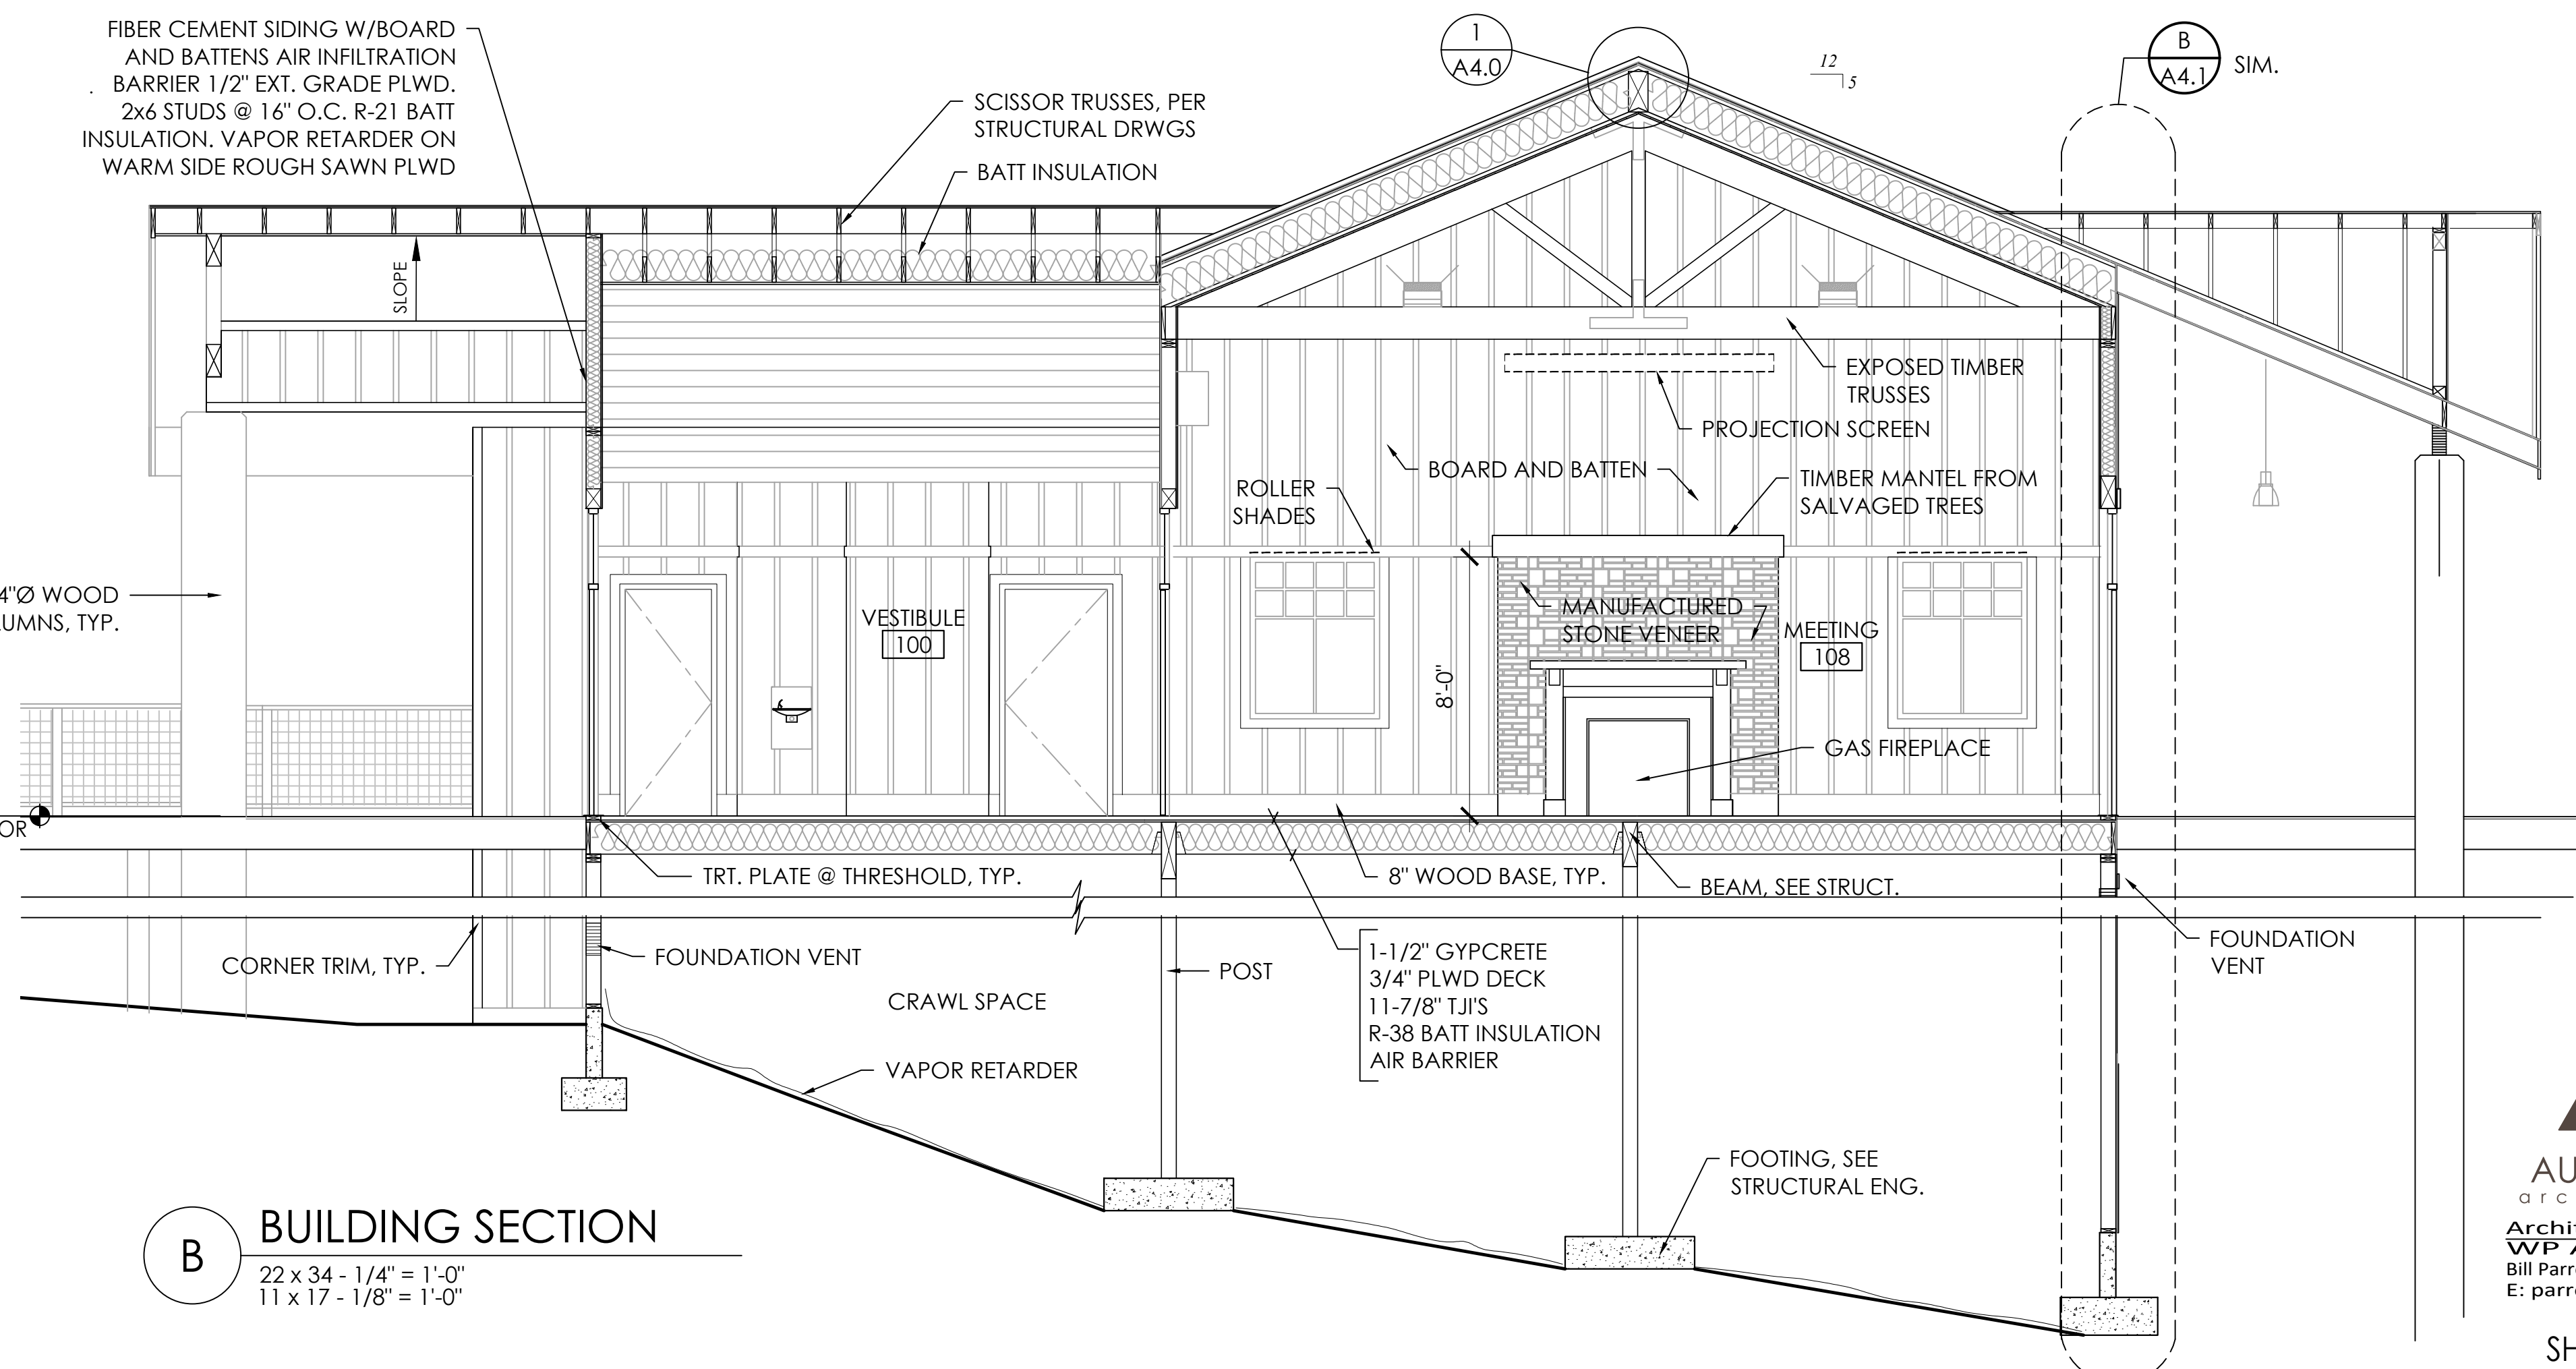 FIBER CEMENT SIDING W/BOARD
AND BATTENS AIR INFILTRATION
. BARRIER 1/2" EXT. GRADE PLWD.
2x6 STUDS @ 16" O.C. R-21 BATT
INSULATION. VAPOR RETARDER ON
WARM SIDE ROUGH SAWN PLWD
SCISSOR TRUSSES, PER
STRUCTURAL DRWGS
BATT INSULATION
1
A4.0
12
5
B
A4.1
SIM.
SLOPE
EXPOSED TIMBER
TRUSSES
PROJECTION SCREEN
BOARD AND BATTEN
TIMBER MANTEL FROM
SALVAGED TREES
ROLLER
SHADES
4"Ø WOOD
UMNS, TYP.
VESTIBULE
100
MANUFACTURED
STONE VENEER
MEETING
108
8'-0"
GAS FIREPLACE
OR
TRT. PLATE @ THRESHOLD, TYP.
8" WOOD BASE, TYP.
BEAM, SEE STRUCT.
CORNER TRIM, TYP.
FOUNDATION VENT
POST
1-1/2" GYPCRETE
3/4" PLWD DECK
11-7/8" TJI'S
R-38 BATT INSULATION
AIR BARRIER
FOUNDATION
VENT
CRAWL SPACE
VAPOR RETARDER
FOOTING, SEE
STRUCTURAL ENG.
B
BUILDING SECTION
22 x 34 - 1/4" = 1'-0"
11 x 17 - 1/8" = 1'-0"
AU
arc
Archi
WP
Bill Parr
E: parr
SH